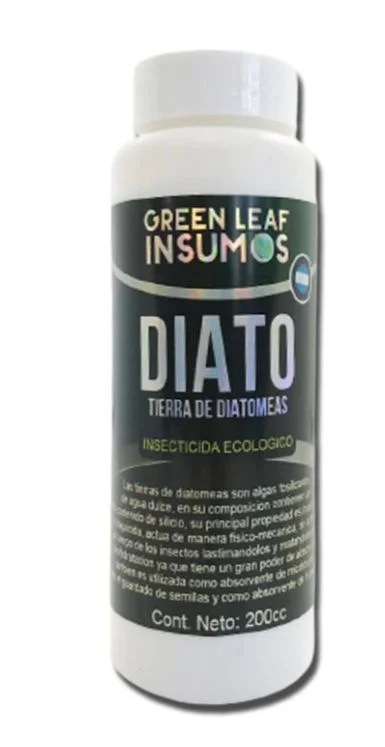 GREEN LEAF
INSUMOS
DIATO
TIERRA DE DIATOMEAS
INSECTICIDA ECOLOGICO
Las tierras de diatomeas son algas fosilizadas
de agua dulce, en su composicion contienen un
contenido de silicio, su principal propiedad es
actua de manera fisico-mecanica,
de los insectos lastimandolos y
ya que tiene un gran poder de
es utilizada como absorvente de
guardado de semillas y como absorvente de
Cont. Neto: 200cc